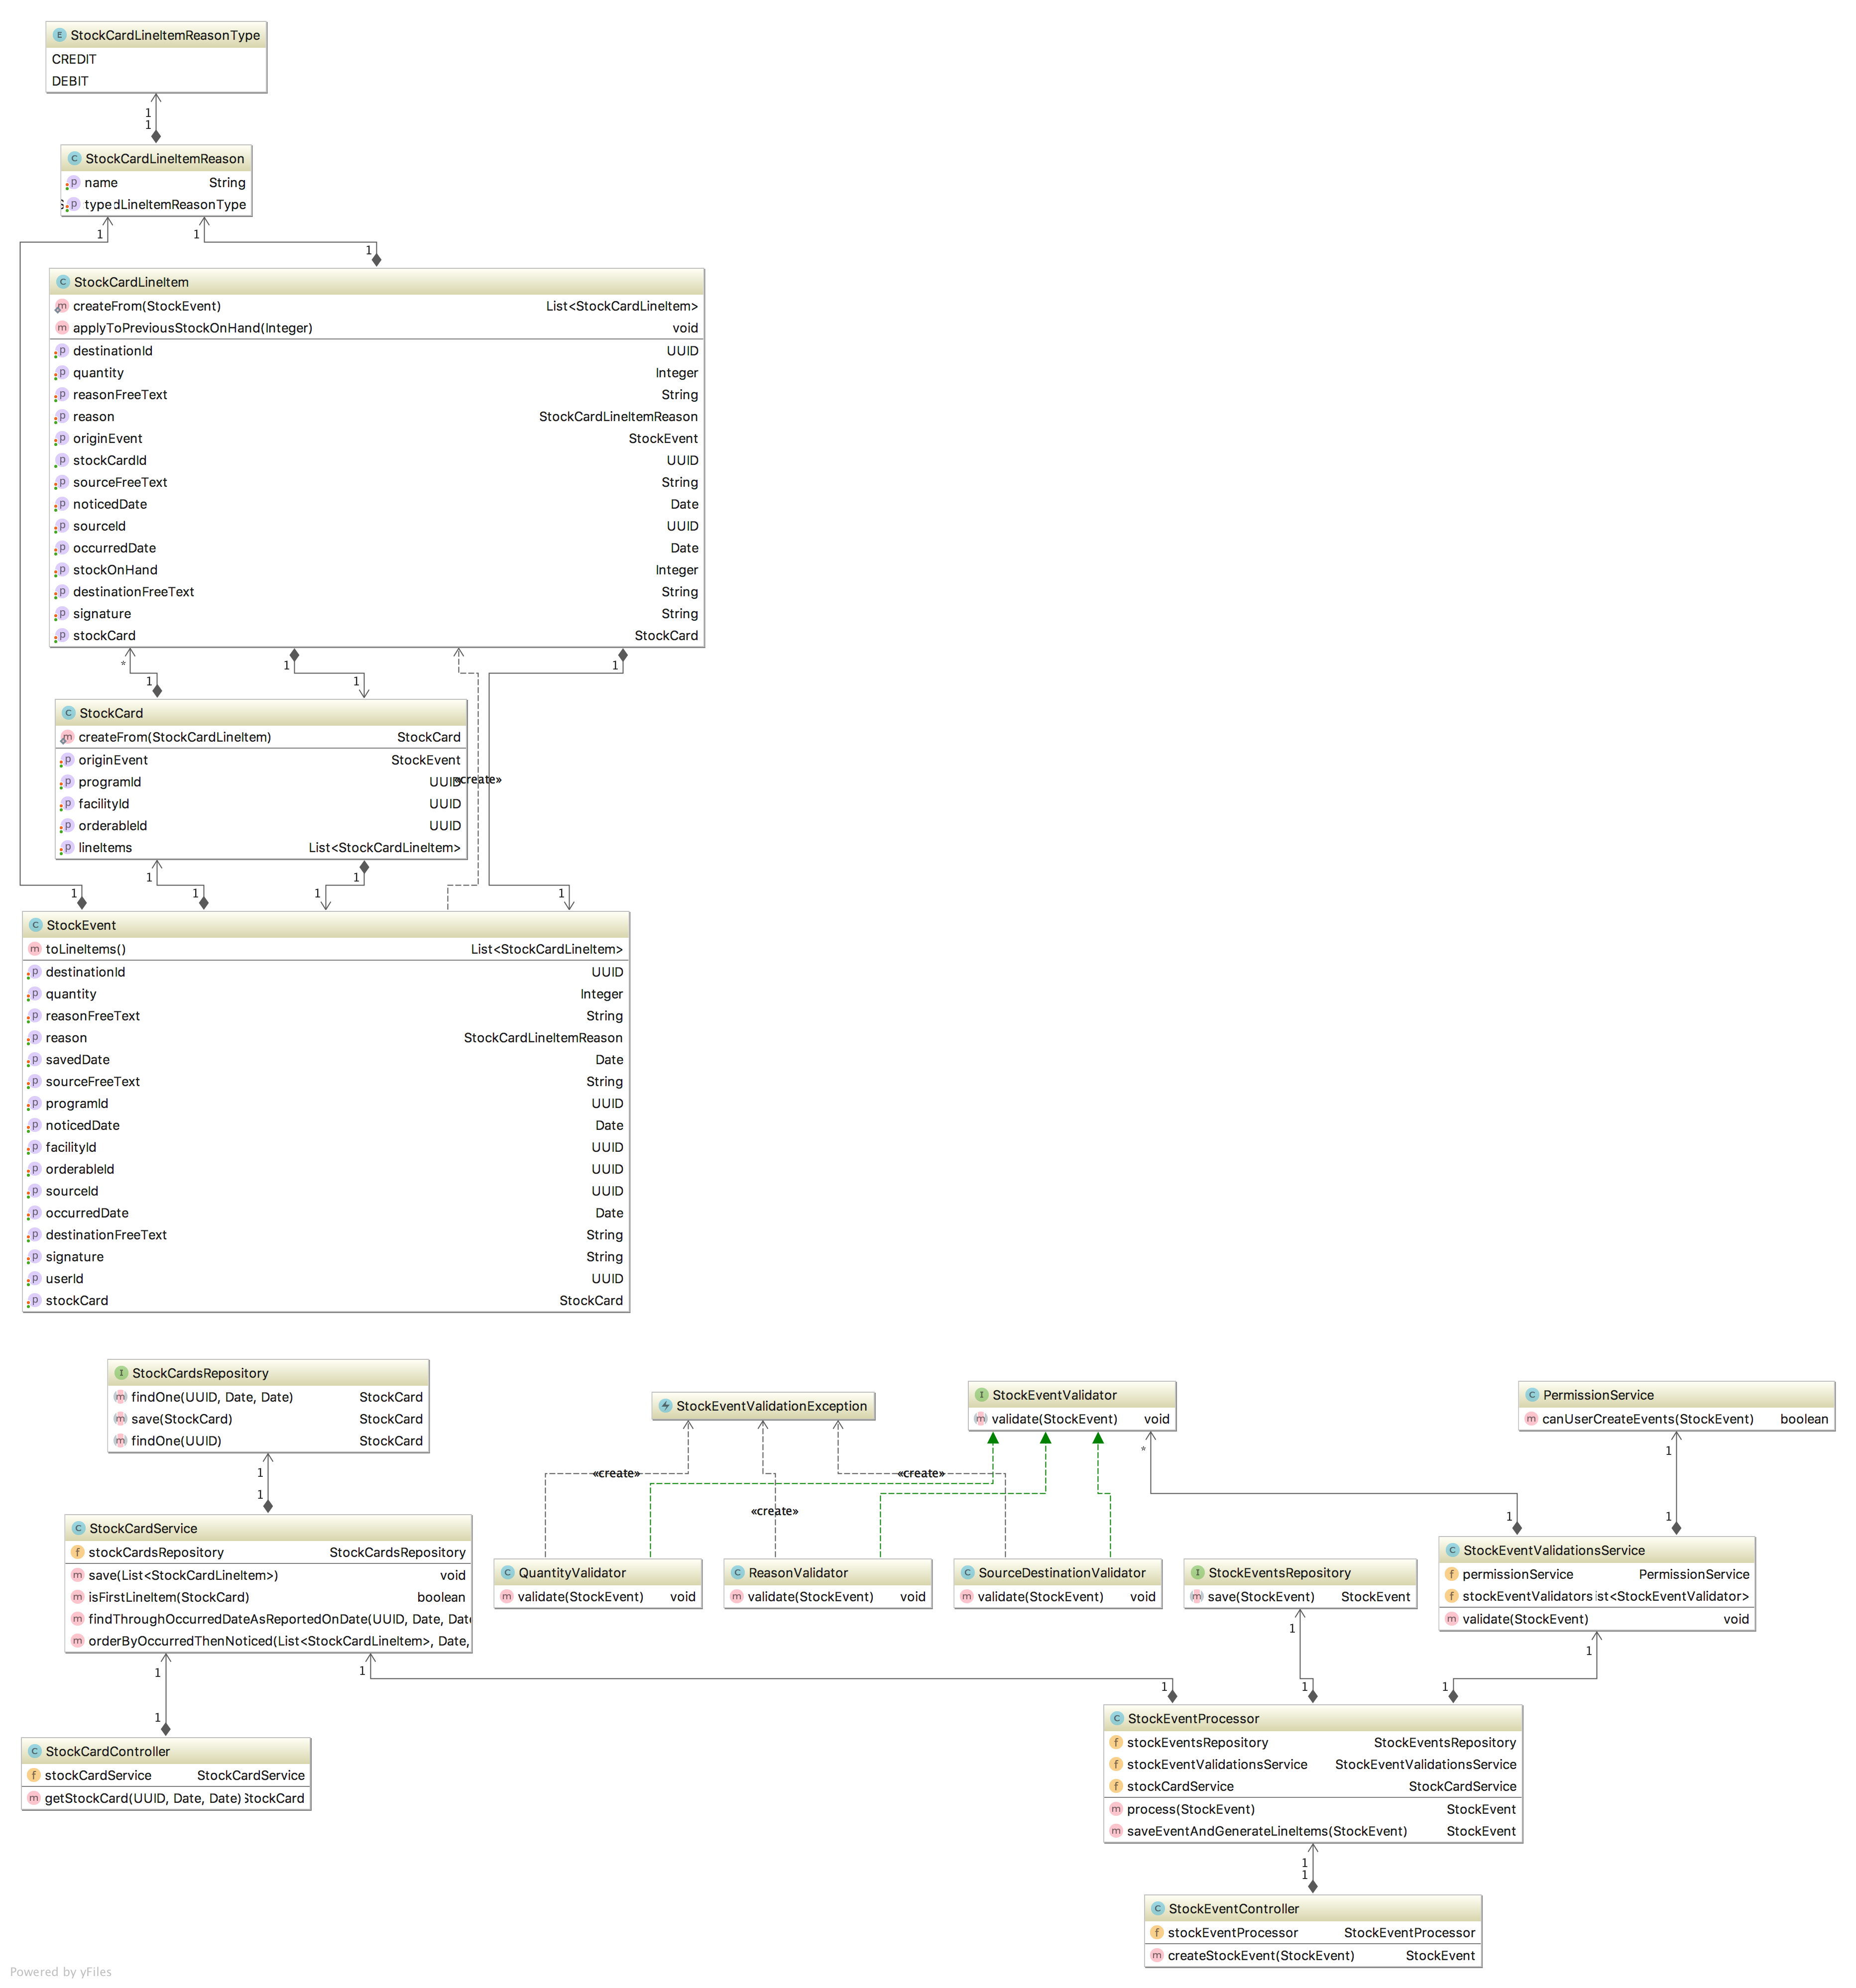 StockCardLineItemReasonType
CREDIT
DEBIT
1
1
StockCardLineItemReason
name String
type dLineItemReasonType
1 1
1
StockCardLineItem
createFrom(StockEvent) List<StockCardLineItem>
applyToPreviousStockOnHand(Integer) void
destinationId UUID
quantity Integer
reasonFreeText String
reason StockCardLineItemReason
originEvent StockEvent
stockCardId UUID
sourceFreeText String
noticedDate Date
sourceId UUID
occurredDate Date
stockOnHand Integer
destinationFreeText String
signature String
stockCard StockCard
* 1 1
1 1
StockCard
createFrom(StockCardLineItem) StockCard
originEvent StockEvent
programId UUID
«create»
facilityId UUID
orderableId UUID
lineItems List<StockCardLineItem>
1 1
1 1 1 1
StockEvent
toLineItems() List<StockCardLineItem>
destinationId UUID
quantity Integer
reasonFreeText String
reason StockCardLineItemReason
savedDate Date
sourceFreeText String
programId UUID
noticedDate Date
facilityId UUID
orderableId UUID
sourceId UUID
occurredDate Date
destinationFreeText String
signature String
userId UUID
stockCard StockCard
StockCardsRepository
findOne(UUID, Date, Date) StockCard
save(StockCard) StockCard
findOne(UUID) StockCard
StockEventValidationException
StockEventValidator
validate(StockEvent) void
PermissionService
canUserCreateEvents(StockEvent) boolean
1
1
«create»
«create»
«create»
*
1
1
1
StockCardService
stockCardsRepository StockCardsRepository
save(List<StockCardLineItem>) void
isFirstLineItem(StockCard) boolean
findThroughOccurredDateAsReportedOnDate(UUID, Date, Date
orderByOccurredThenNoticed(List<StockCardLineItem>, Date,
QuantityValidator
validate(StockEvent) void
ReasonValidator
validate(StockEvent) void
SourceDestinationValidator
validate(StockEvent) void
StockEventsRepository
save(StockEvent) StockEvent
StockEventValidationsService
permissionService PermissionService
stockEventValidators ist<StockEventValidator>
validate(StockEvent) void
1
1
1
1
1
1
1
1
StockCardController
stockCardService StockCardService
getStockCard(UUID, Date, Date) StockCard
StockEventProcessor
stockEventsRepository StockEventsRepository
stockEventValidationsService StockEventValidationsService
stockCardService StockCardService
process(StockEvent) StockEvent
saveEventAndGenerateLineItems(StockEvent) StockEvent
1
1
StockEventController
stockEventProcessor StockEventProcessor
createStockEvent(StockEvent) StockEvent
Powered by yFiles